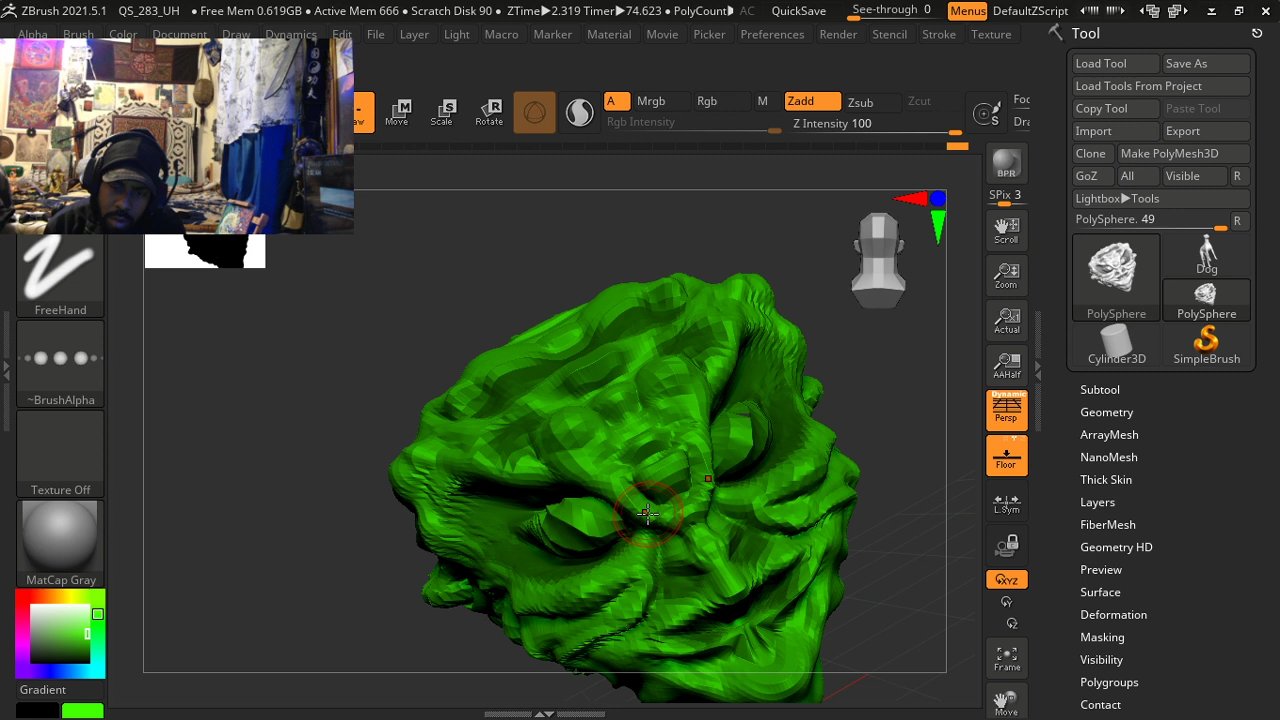 ZBrush 2021.5.1 QS_283_UH • Free Mem 0.619GB • Active Mem 666 • Scratch Disk 90 • ZTime▶2.319 Timer▶74.623 • PolyCount▶ AC QuickSave See-through 0 Menus DefaultZScript
Alpha Brush Color Document Draw Dynamics Edit File Layer Light Macro Marker Material Movie Picker Preferences Render Stencil Stroke Texture
Tool
Load Tool Save As
Load Tools From Project
Copy Tool Paste Tool
Import Export
Clone Make PolyMesh3D
GoZ All Visible R
Lightbox▶Tools
PolySphere. 49 R
PolySphere
Dog
PolySphere
Cylinder3D
SimpleBrush
Subtool
Geometry
ArrayMesh
NanoMesh
Thick Skin
Layers
FiberMesh
Geometry HD
Preview
Surface
Deformation
Masking
Visibility
Polygroups
Contact
Move Scale Rotate
A Mrgb Rgb M Zadd Zsub Zcut
Rgb Intensity Z Intensity 100
Foc
Dra
BPR
SPix 3
Scroll
Zoom
Actual
AAHalf
Dynamic
Persp
Floor
LSym
XYZ
Frame
Move
FreeHand
~BrushAlpha
Texture Off
MatCap Gray
Gradient